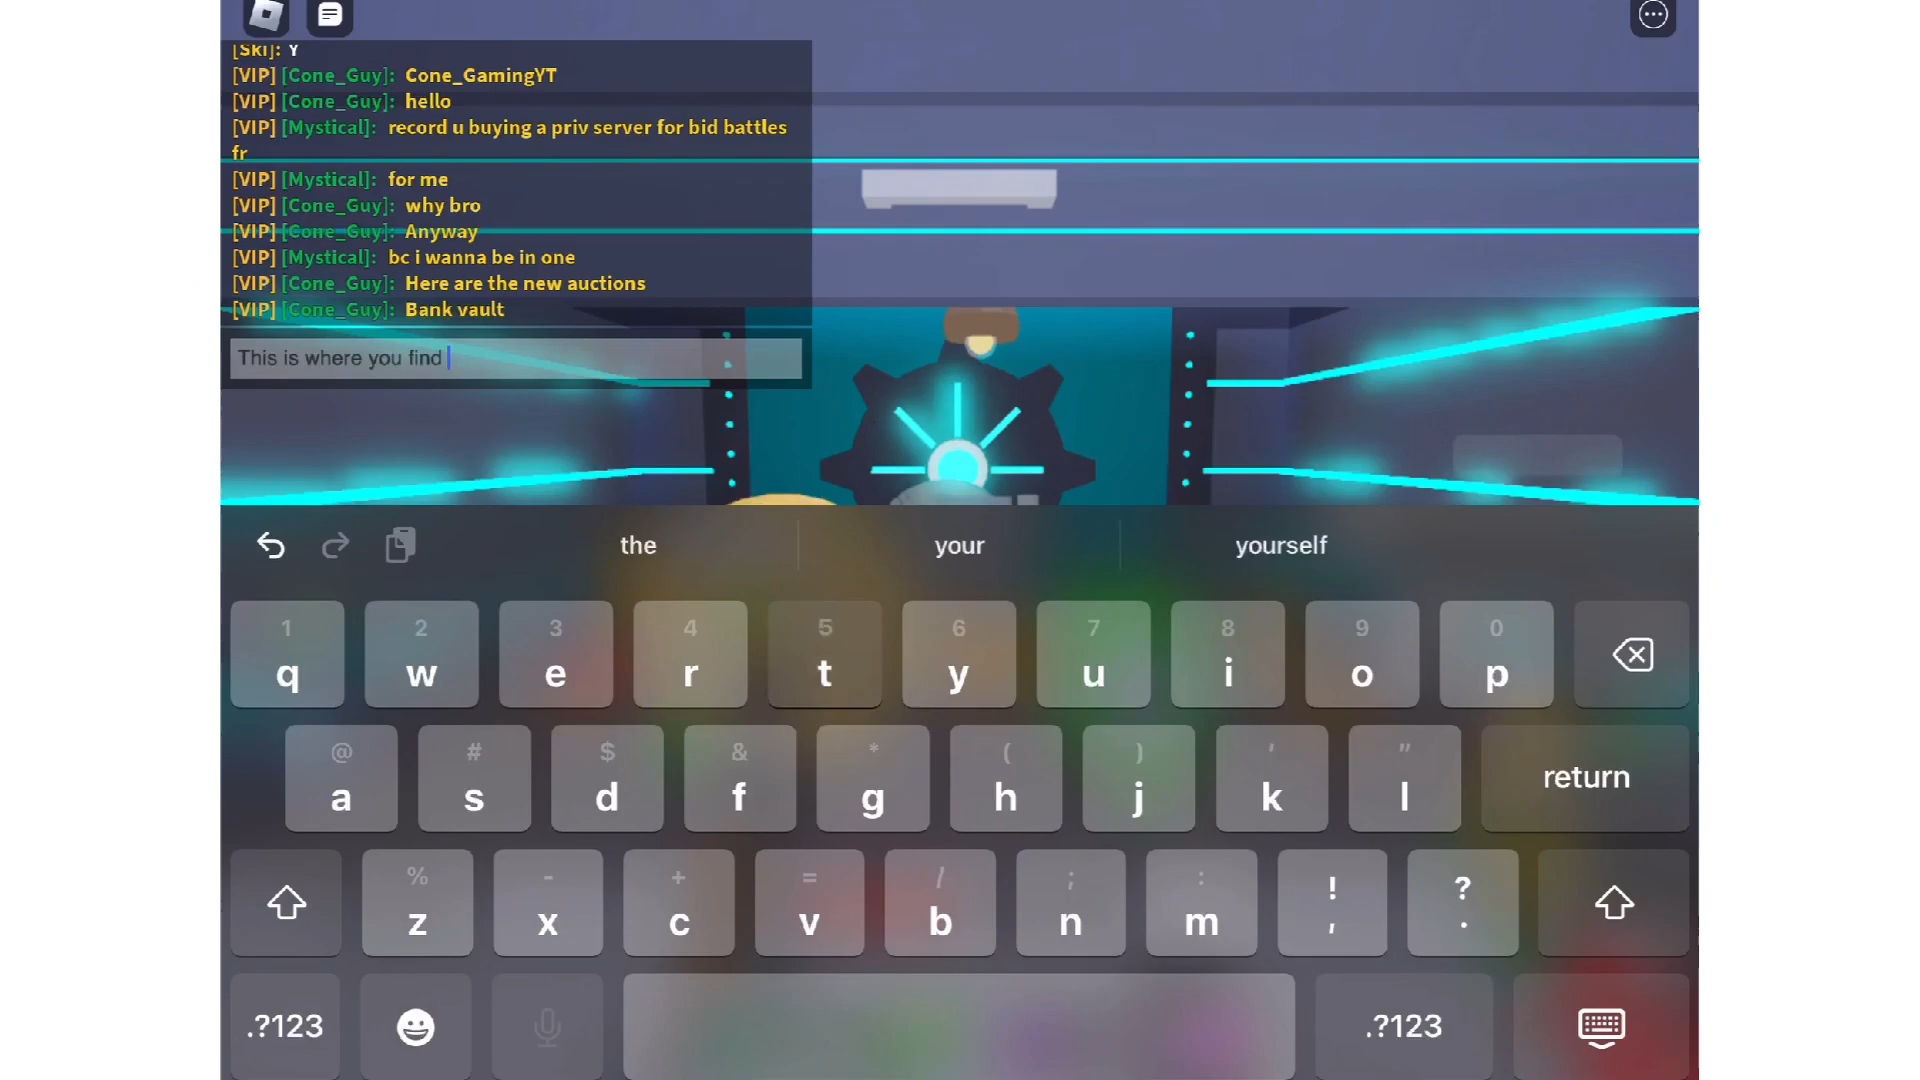 [Ski]: Y
[VIP] [Cone_Guy]: Cone_GamingYT
[VIP] [Cone_Guy]: hello
[VIP] [Mystical]: record u buying a priv server for bid battles
fr
[VIP] [Mystical]: for me
[VIP] [Cone_Guy]: why bro
[VIP] [Cone_Guy]: Anyway
[VIP] [Mystical]: bc i wanna be in one
[VIP] [Cone_Guy]: Here are the new auctions
[VIP] [Cone_Guy]: Bank vault
This is where you find
the your yourself
1 2 3 4 5 6 7 8 9 0
q w e r t y u i o p
@ # $ & * ( ) ' "
a s d f g h j k l return
% - + = / ; : ! ?
z x c v b n m , .
.?123 .?123